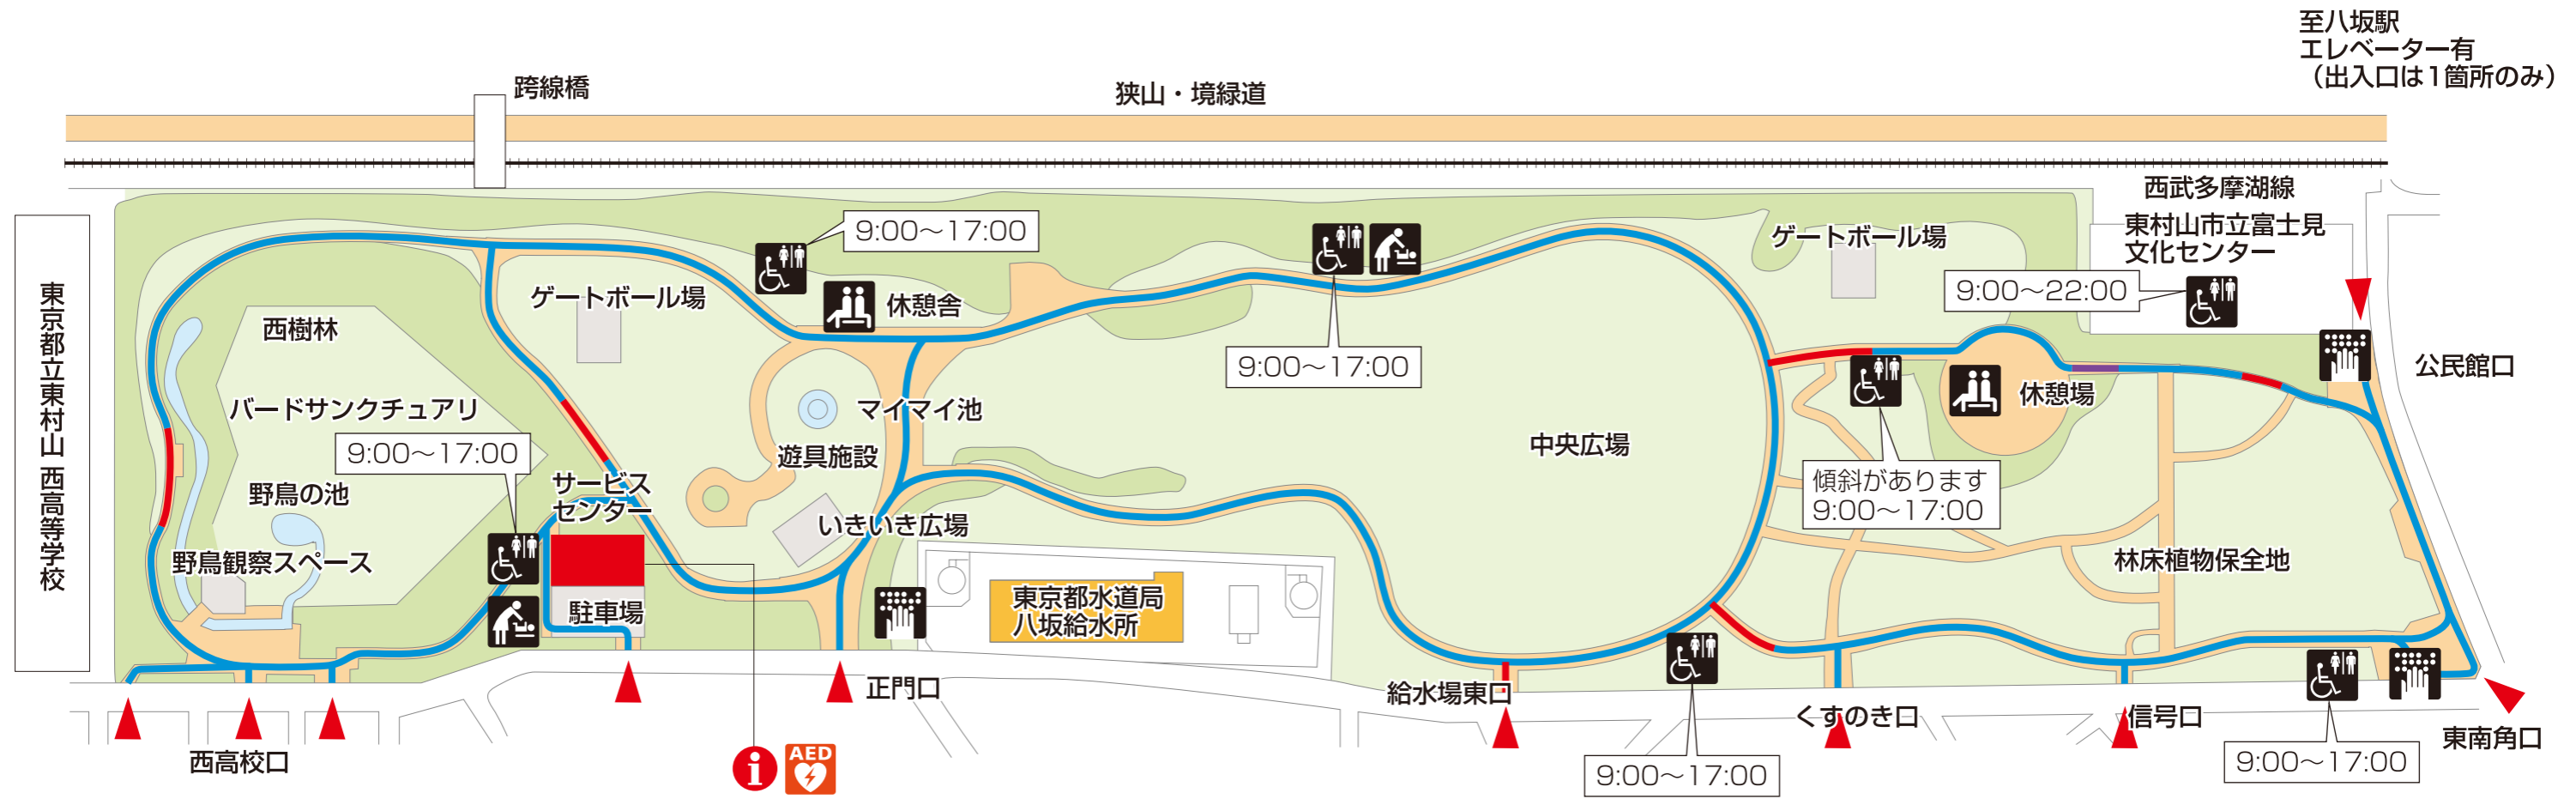 至八坂駅
エレベーター有
（出入口は1箇所のみ）
跨線橋
狭山・境緑道
西武多摩湖線
東村山市立富士見
文化センター
9:00～22:00
ゲートボール場
9:00～17:00
休憩舎
9:00～17:00
ゲートボール場
東京都立東村山 西高等学校
西樹林
バードサンクチュアリ
9:00～17:00
野鳥の池
野鳥観察スペース
サービス
センター
駐車場
マイマイ池
遊具施設
いきいき広場
中央広場
休憩場
公民館口
傾斜があります
9:00～17:00
林床植物保全地
東京都水道局
八坂給水所
正門口
給水場東口
くすのき口
信号口
東南角口
西高校口
i
AED
9:00～17:00
9:00～17:00